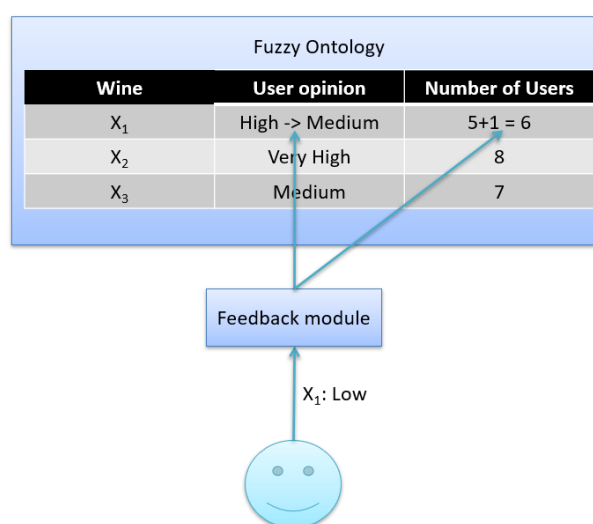 Fuzzy Ontology
Wine User opinion Number of Users
X₁ High -> Medium 5+1 = 6
X₂ Very High 8
X₃ Medium 7
Feedback module
X₁: Low